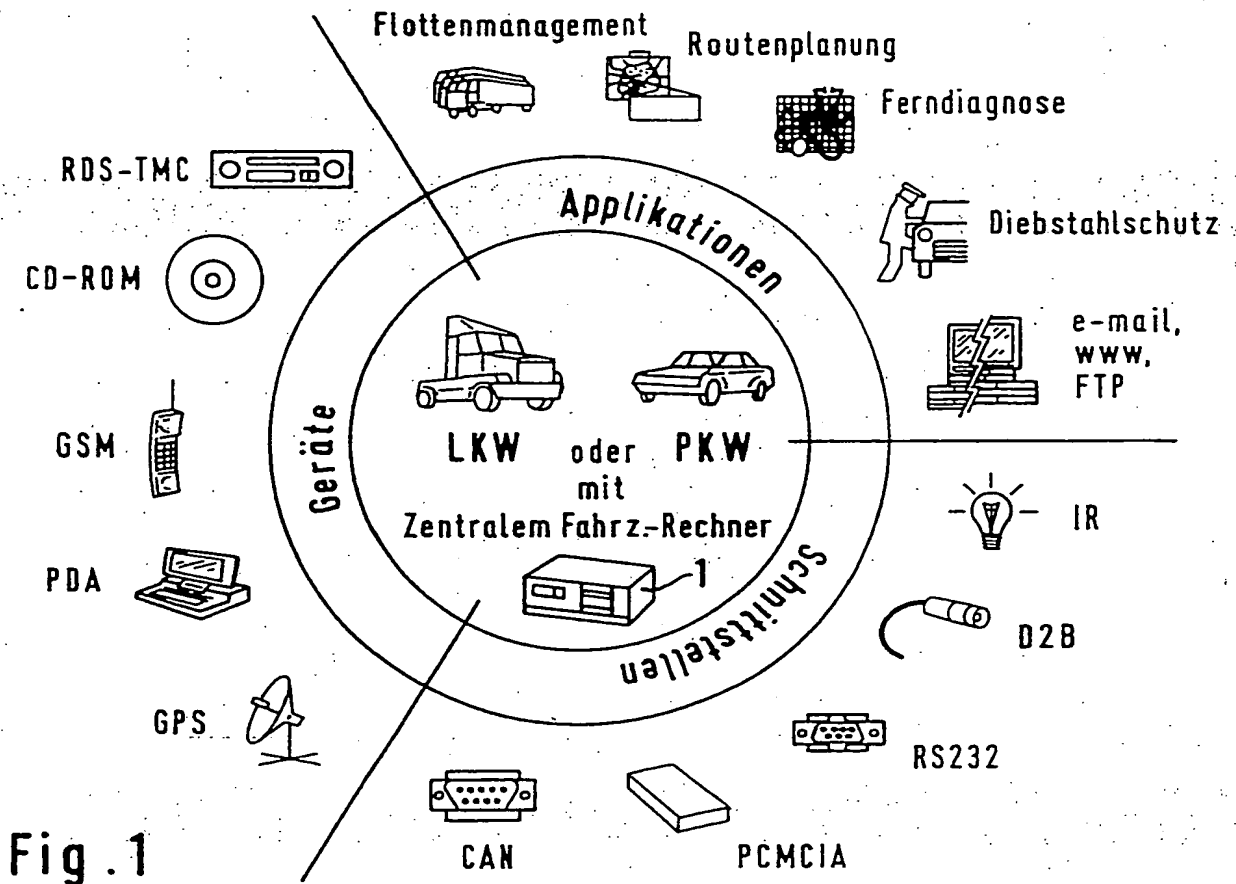 Flottenmanagement
Routenplanung
Ferndiagnose
RDS-TMC
Applikationen
Diebstahlschutz
CD-ROM
e-mail,
www,
FTP
GSM
Geräte
LKW oder PKW
mit
Zentralem Fahrz.-Rechner
1
IR
PDA
Schnittstellen
D2B
GPS
RS232
CAN
PCMCIA
Fig.1